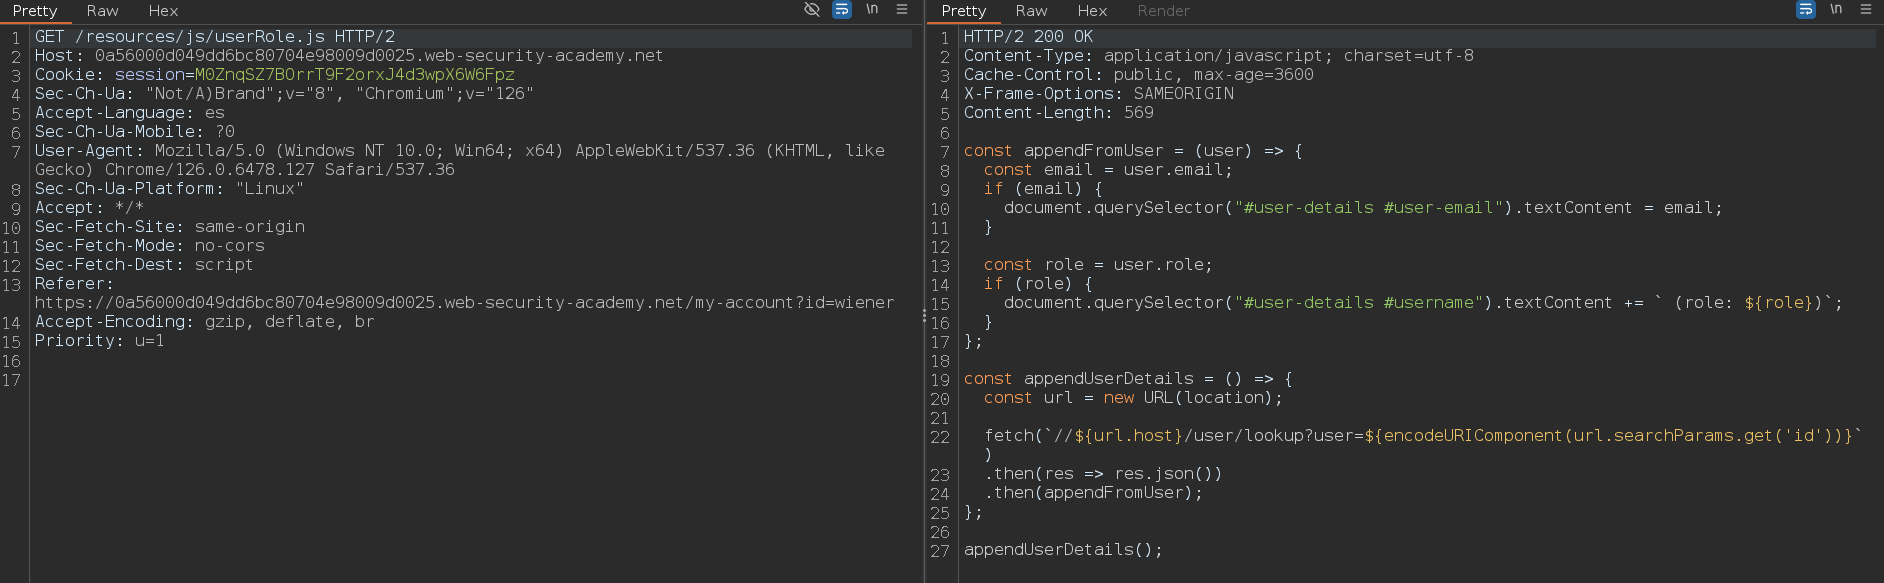 Pretty Raw Hex \n
1 GET /resources/js/userRole.js HTTP/2
2 Host: 0a56000d049dd6bc80704e98009d0025.web-security-academy.net
3 Cookie: session=M0ZnqSZ7BOrrT9F2orxJ4d3wpX6W6Fpz
4 Sec-Ch-Ua: "Not/A)Brand";v="8", "Chromium";v="126"
5 Accept-Language: es
6 Sec-Ch-Ua-Mobile: ?0
7 User-Agent: Mozilla/5.0 (Windows NT 10.0; Win64; x64) AppleWebKit/537.36 (KHTML, like
Gecko) Chrome/126.0.6478.127 Safari/537.36
8 Sec-Ch-Ua-Platform: "Linux"
9 Accept: */*
10 Sec-Fetch-Site: same-origin
11 Sec-Fetch-Mode: no-cors
12 Sec-Fetch-Dest: script
13 Referer:
https://0a56000d049dd6bc80704e98009d0025.web-security-academy.net/my-account?id=wiener
14 Accept-Encoding: gzip, deflate, br
15 Priority: u=1
16
17
Pretty Raw Hex Render \n
1 HTTP/2 200 OK
2 Content-Type: application/javascript; charset=utf-8
3 Cache-Control: public, max-age=3600
4 X-Frame-Options: SAMEORIGIN
5 Content-Length: 569
6
7 const appendFromUser = (user) => {
8   const email = user.email;
9   if (email) {
10     document.querySelector("#user-details #user-email").textContent = email;
11   }
12
13   const role = user.role;
14   if (role) {
15     document.querySelector("#user-details #username").textContent += ` (role: ${role})`;
16   }
17 };
18
19 const appendUserDetails = () => {
20   const url = new URL(location);
21
22   fetch(`//${url.host}/user/lookup?user=${encodeURIComponent(url.searchParams.get('id'))}`
  )
23   .then(res => res.json())
24   .then(appendFromUser);
25 };
26
27 appendUserDetails();